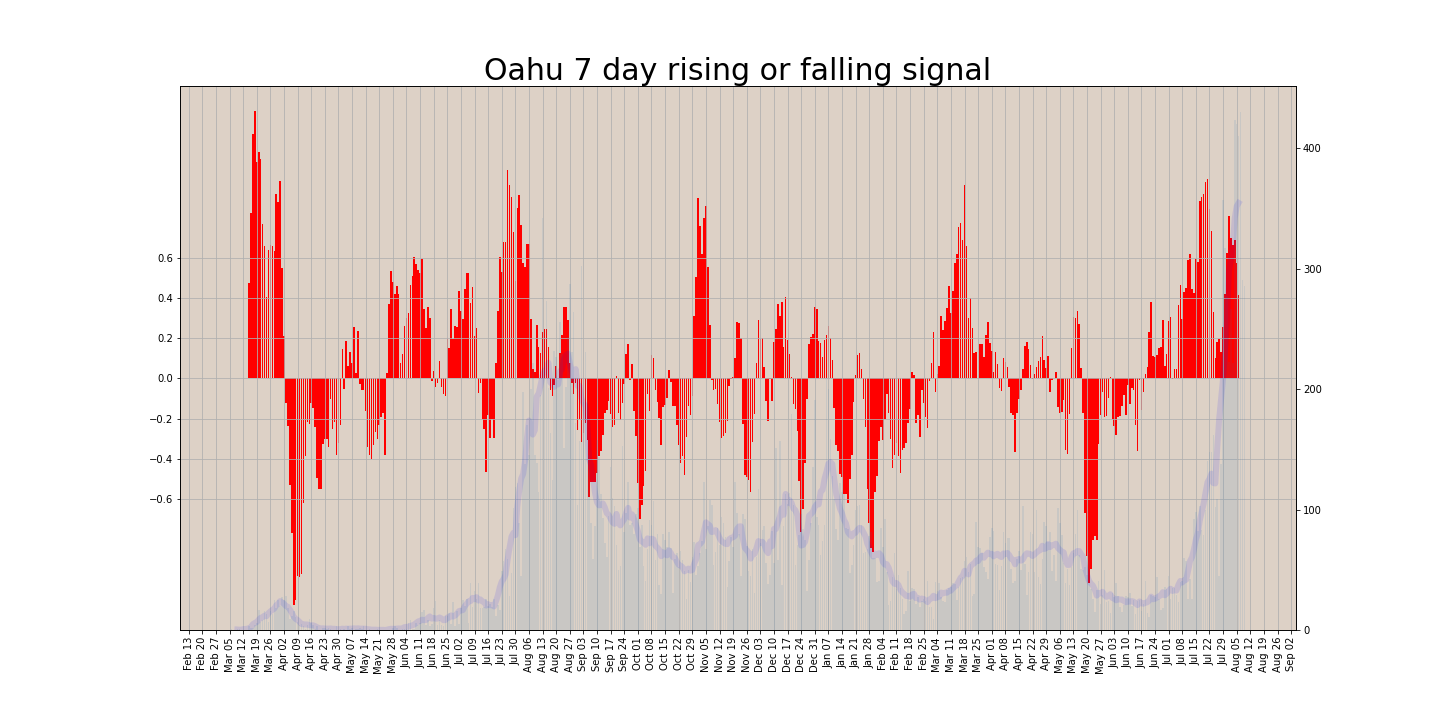 Oahu 7 day rising or falling signal
0.6
0.4
0.2
0.0
−0.2
−0.4
−0.6
400
300
200
100
0
Feb 13
Feb 20
Feb 27
Mar 05
Mar 12
Mar 19
Mar 26
Apr 02
Apr 09
Apr 16
Apr 23
Apr 30
May 07
May 14
May 21
May 28
Jun 04
Jun 11
Jun 18
Jun 25
Jul 02
Jul 09
Jul 16
Jul 23
Jul 30
Aug 06
Aug 13
Aug 20
Aug 27
Sep 03
Sep 10
Sep 17
Sep 24
Oct 01
Oct 08
Oct 15
Oct 22
Oct 29
Nov 05
Nov 12
Nov 19
Nov 26
Dec 03
Dec 10
Dec 17
Dec 24
Dec 31
Jan 07
Jan 14
Jan 21
Jan 28
Feb 04
Feb 11
Feb 18
Feb 25
Mar 04
Mar 11
Mar 18
Mar 25
Apr 01
Apr 08
Apr 15
Apr 22
Apr 29
May 06
May 13
May 20
May 27
Jun 03
Jun 10
Jun 17
Jun 24
Jul 01
Jul 08
Jul 15
Jul 22
Jul 29
Aug 05
Aug 12
Aug 19
Aug 26
Sep 02